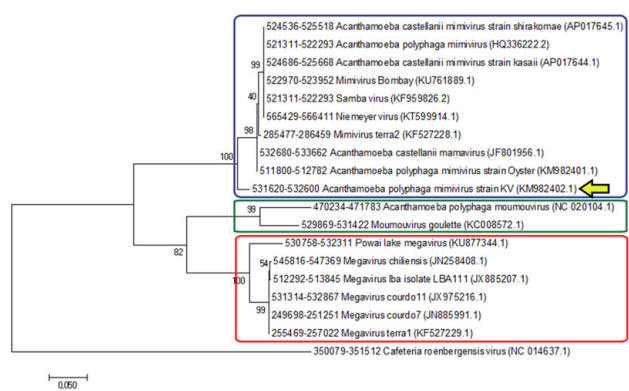 524536-525518 Acanthamoeba castellanii mimivirus strain shirakomae (AP017645.1)
521311-522293 Acanthamoeba polyphaga mimivirus (HQ336222.2)
524686-525668 Acanthamoeba castellanii mimivirus strain kasaii (AP017644.1)
99
522970-523952 Mimivirus Bombay (KU761889.1)
40
521311-522293 Samba virus (KF959826.2)
565429-566411 Niemeyer virus (KT599914.1)
98
285477-286459 Mimivirus terra2 (KF527228.1)
532680-533662 Acanthamoeba castellanii mamavirus (JF801956.1)
100
511800-512782 Acanthamoeba polyphaga mimivirus strain Oyster (KM982401.1)
531620-532600 Acanthamoeba polyphaga mimivirus strain KV (KM982402.1)
99
470234-471783 Acanthamoeba polyphaga moumouvirus (NC 020104.1)
529869-531422 Moumouvirus goulette (KC008572.1)
82
530758-532311 Powai lake megavirus (KU877344.1)
54
545816-547369 Megavirus chiliensis (JN258408.1)
100
512292-513845 Megavirus lba isolate LBA111 (JX885207.1)
531314-532867 Megavirus courdo11 (JX975216.1)
99
249698-251251 Megavirus courdo7 (JN885991.1)
255469-257022 Megavirus terra1 (KF527229.1)
350079-351512 Cafeteria roenbergensis virus (NC 014637.1)
0,050